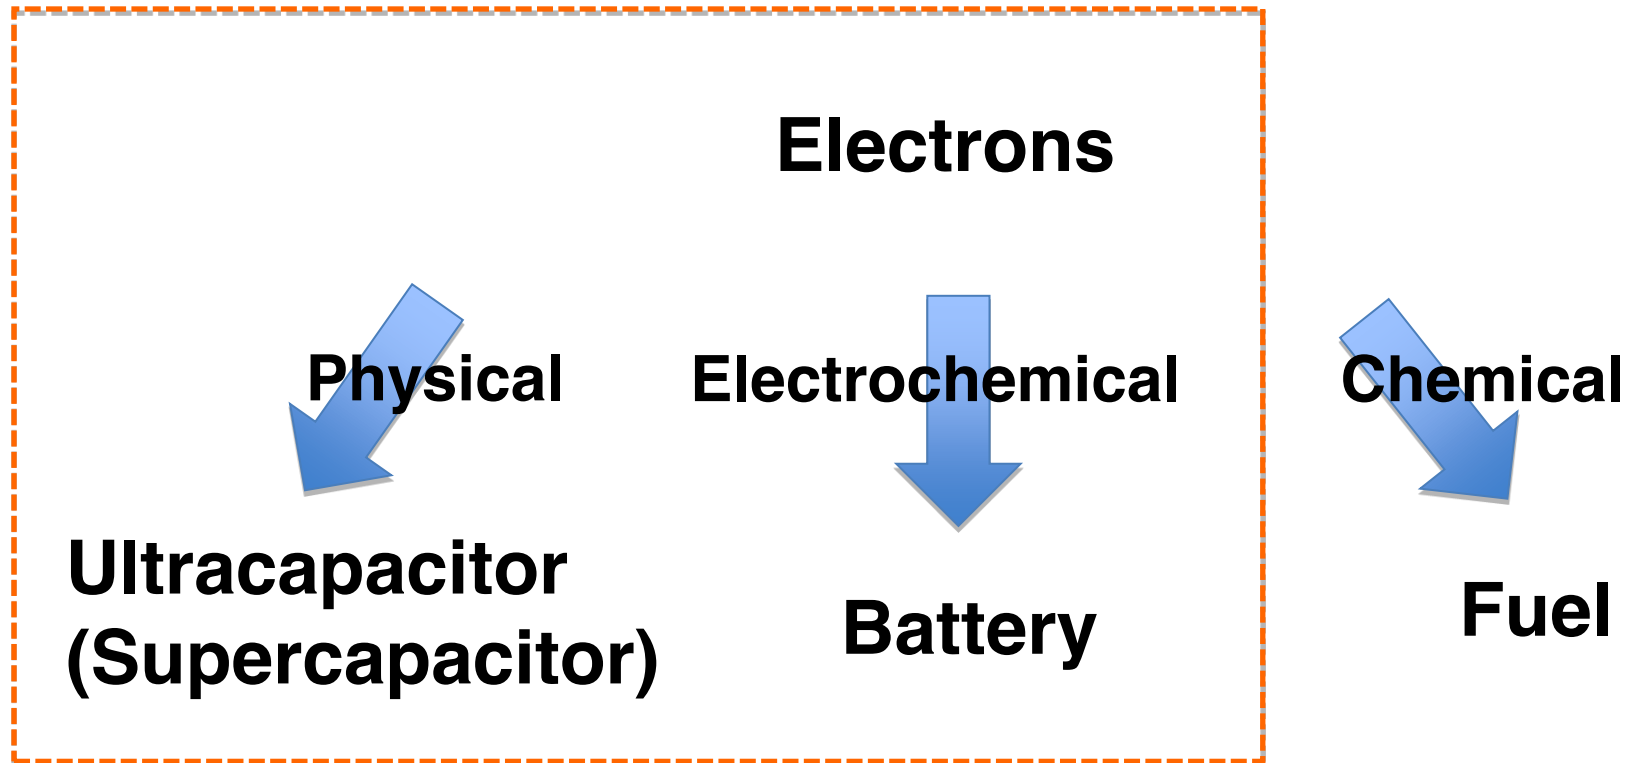 Electrons
Physical
Electrochemical
Chemical
Ultracapacitor
(Supercapacitor)
Battery
Fuel